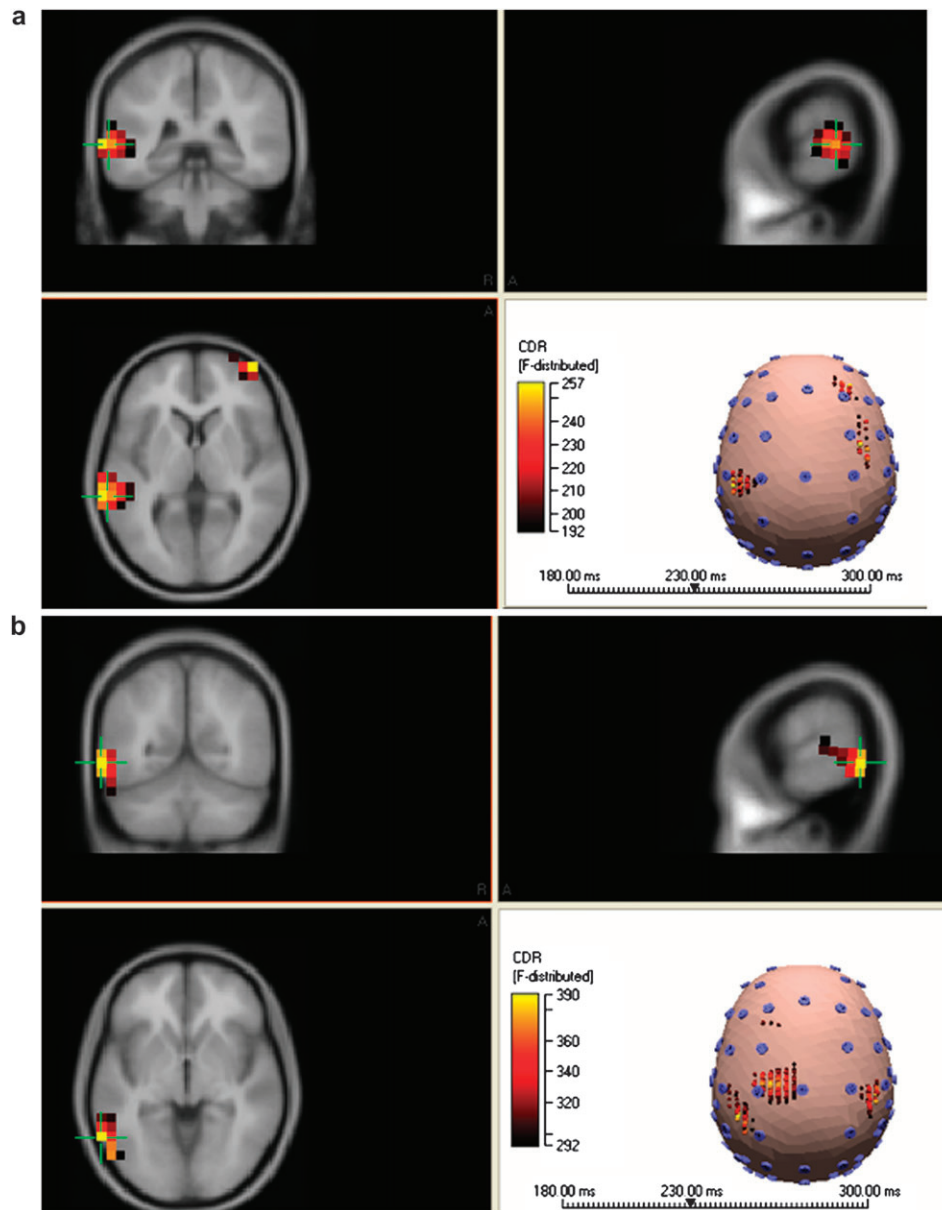 a
R
A
A
CDR
[F-distributed]
257
240
230
220
210
200
192
180.00 ms
230.00 ms
300.00 ms
b
R
A
A
CDR
[F-distributed]
390
360
340
320
292
180.00 ms
230.00 ms
300.00 ms